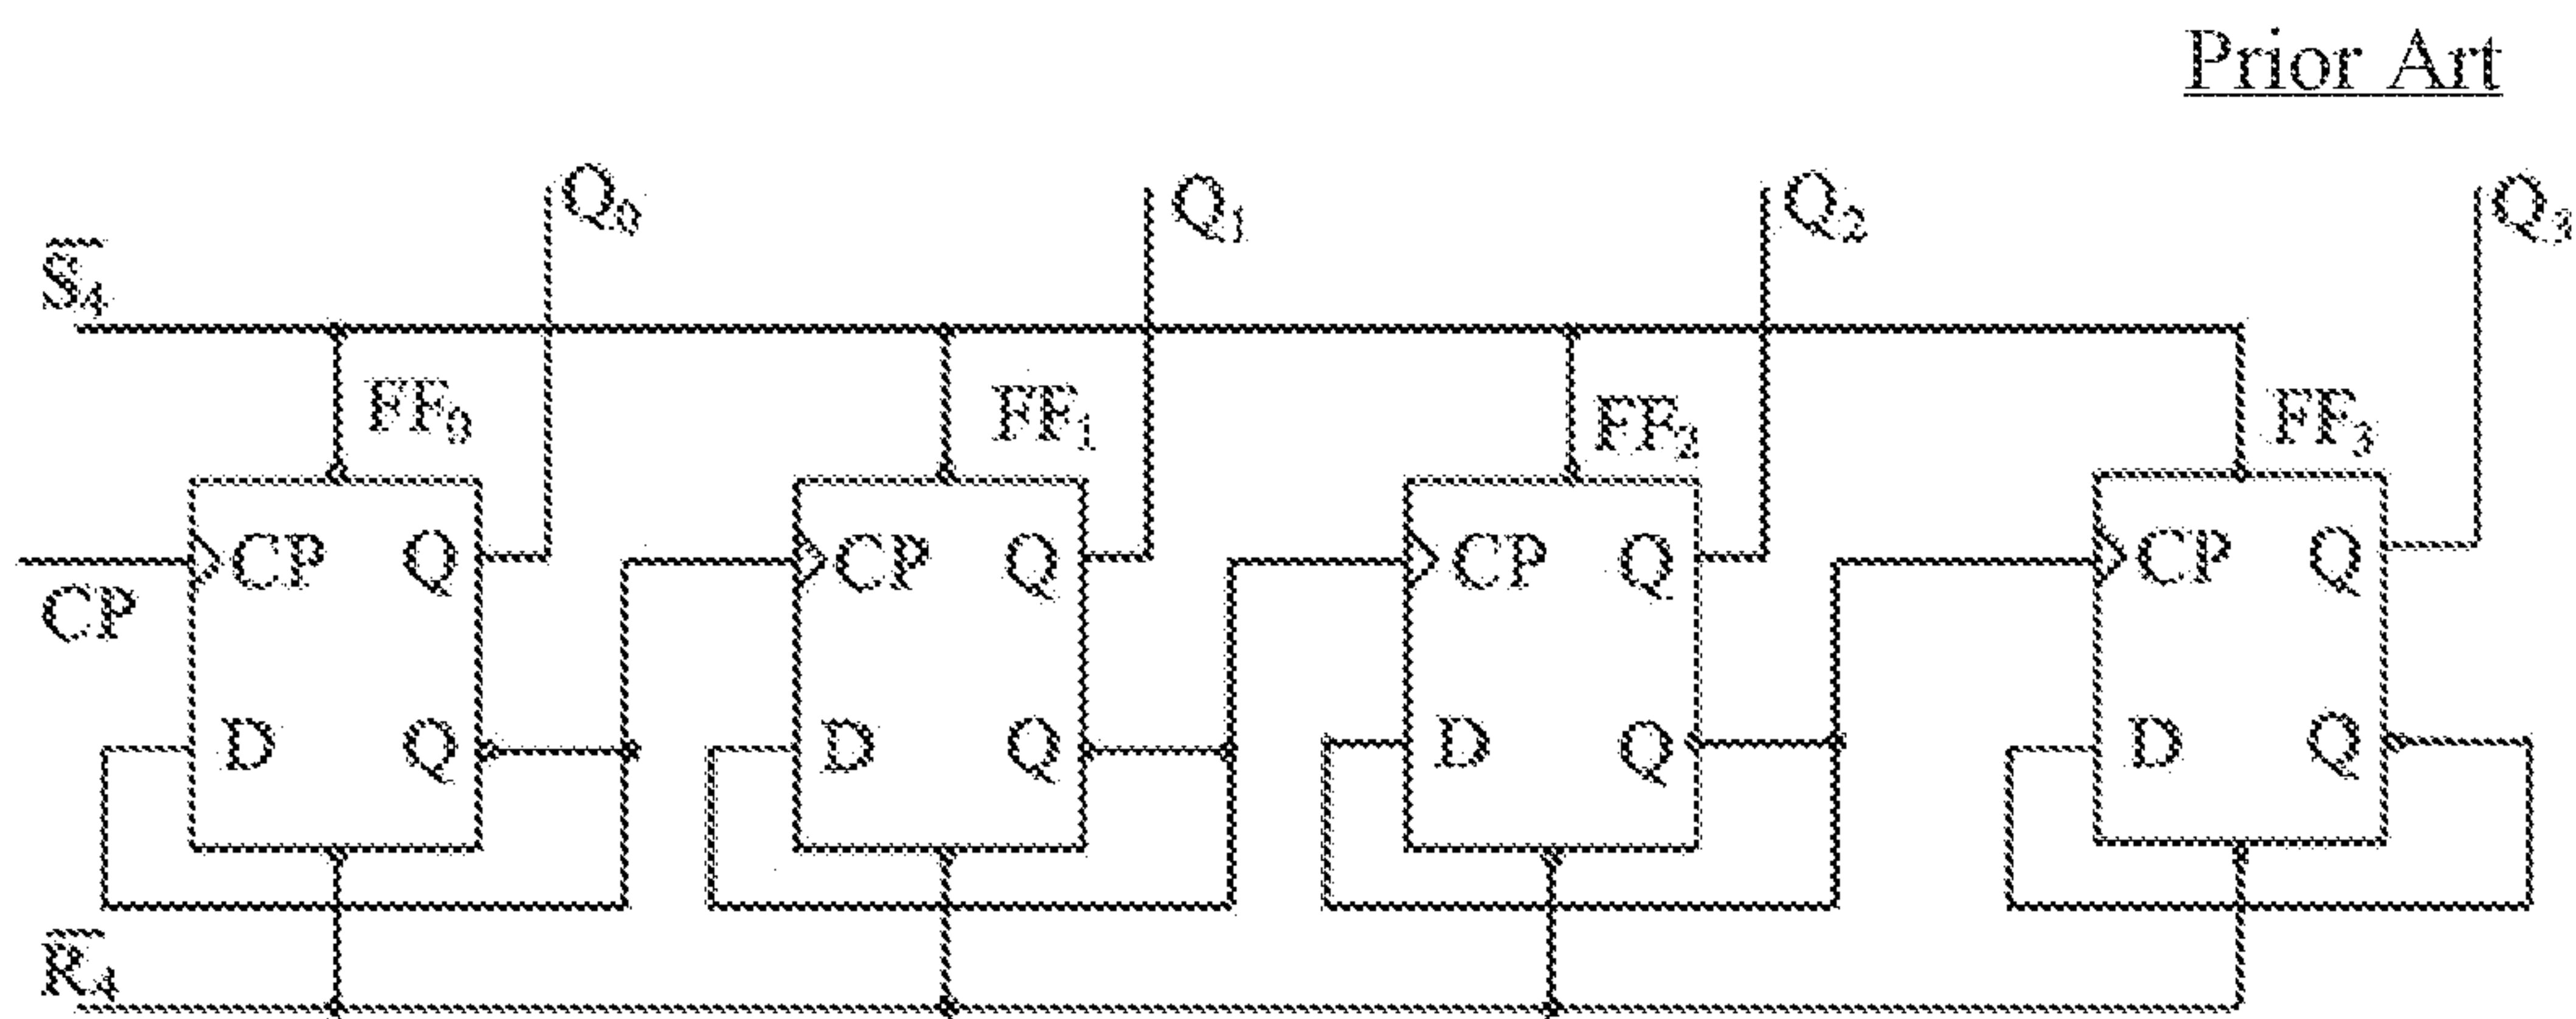 Prior Art
Q₀ Q₁ Q₂ Q₃
S̅₄
FF₀ FF₁ FF₂ FF₃
CP Q CP Q CP Q CP Q
CP
D Q D Q D Q D Q
R̅₄